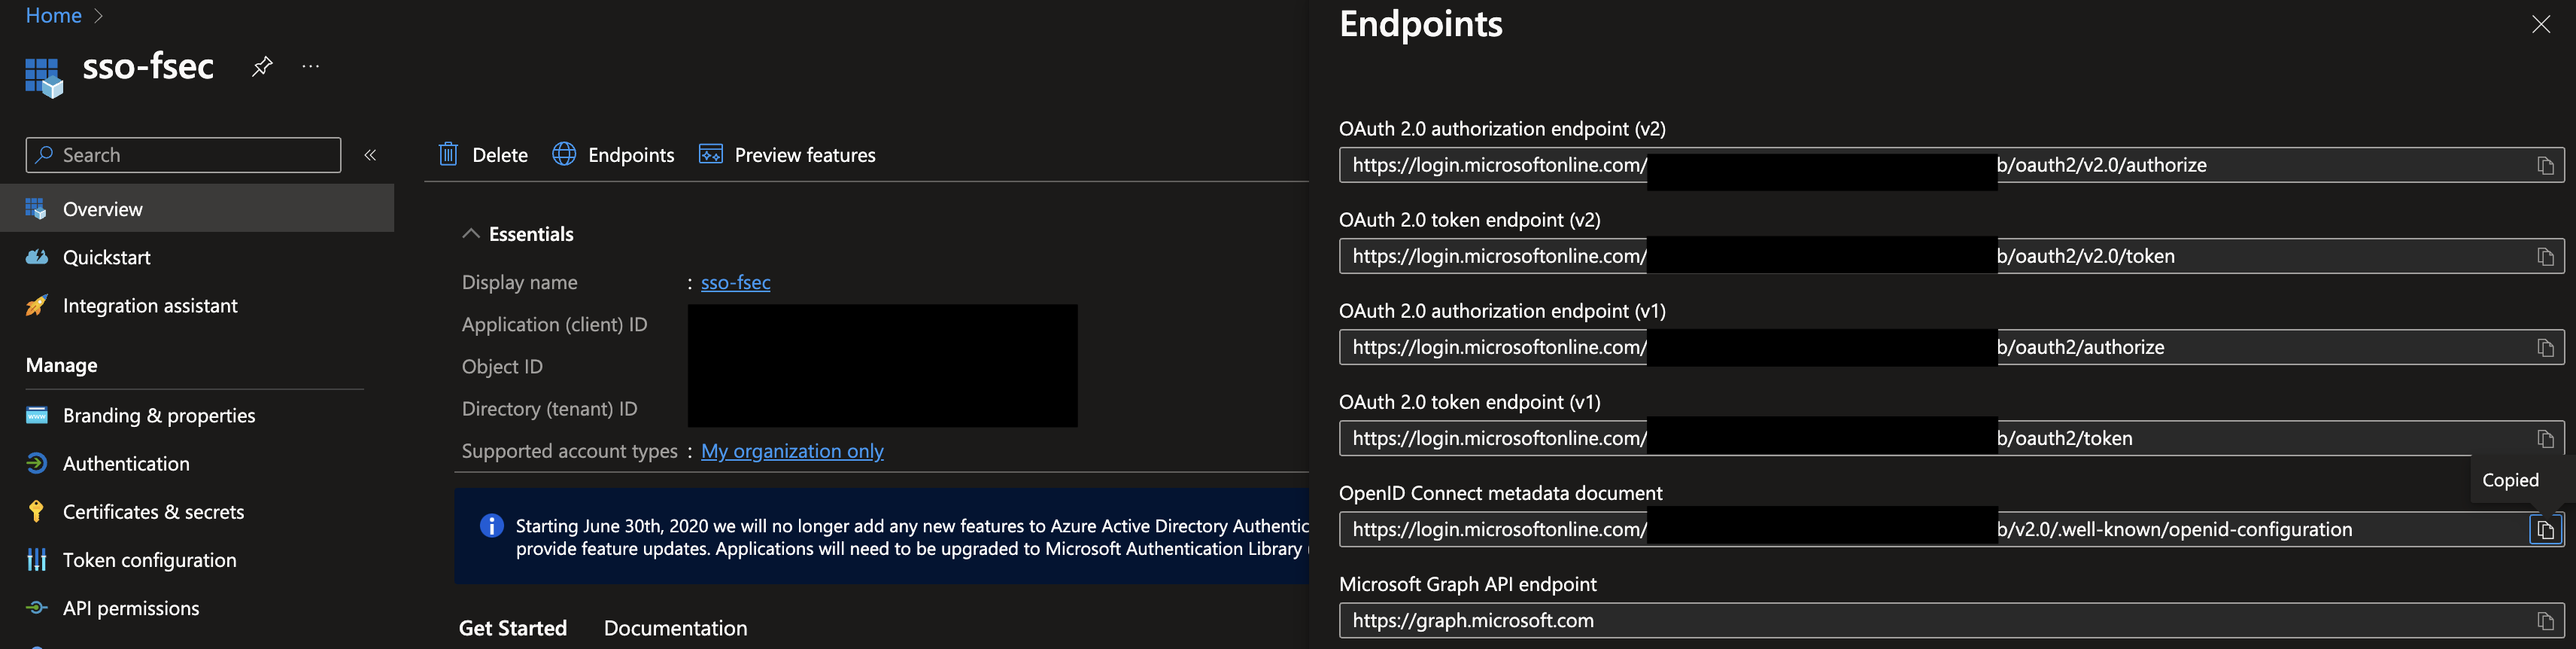 Home
sso-fsec
Search
Delete
Endpoints
Preview features
Overview
Quickstart
Integration assistant
Manage
Branding & properties
Authentication
Certificates & secrets
Token configuration
API permissions
Essentials
Display name : sso-fsec
Application (client) ID
Object ID
Directory (tenant) ID
Supported account types : My organization only
Starting June 30th, 2020 we will no longer add any new features to Azure Active Directory Authentic
provide feature updates. Applications will need to be upgraded to Microsoft Authentication Library
Get Started
Documentation
Endpoints
OAuth 2.0 authorization endpoint (v2)
https://login.microsoftonline.com/ b/oauth2/v2.0/authorize
OAuth 2.0 token endpoint (v2)
https://login.microsoftonline.com/ b/oauth2/v2.0/token
OAuth 2.0 authorization endpoint (v1)
https://login.microsoftonline.com/ b/oauth2/authorize
OAuth 2.0 token endpoint (v1)
https://login.microsoftonline.com/ b/oauth2/token
Copied
OpenID Connect metadata document
https://login.microsoftonline.com/ b/v2.0/.well-known/openid-configuration
Microsoft Graph API endpoint
https://graph.microsoft.com